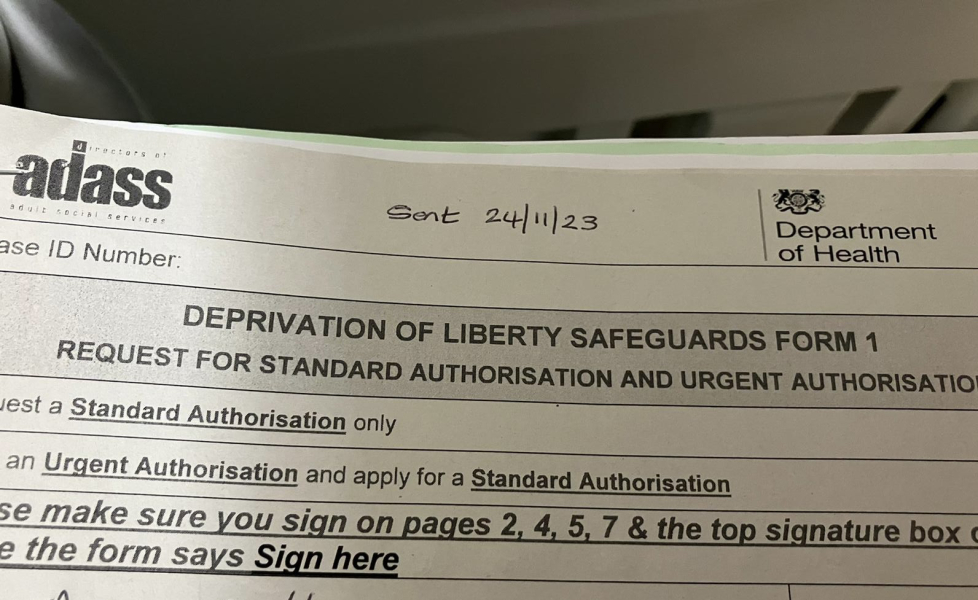 directors of
adass
adult social services
Sent 24/11/23
Department
of Health
ase ID Number:
DEPRIVATION OF LIBERTY SAFEGUARDS FORM 1
REQUEST FOR STANDARD AUTHORISATION AND URGENT AUTHORISATIO
uest a Standard Authorisation only
an Urgent Authorisation and apply for a Standard Authorisation
se make sure you sign on pages 2, 4, 5, 7 & the top signature box
e the form says Sign here